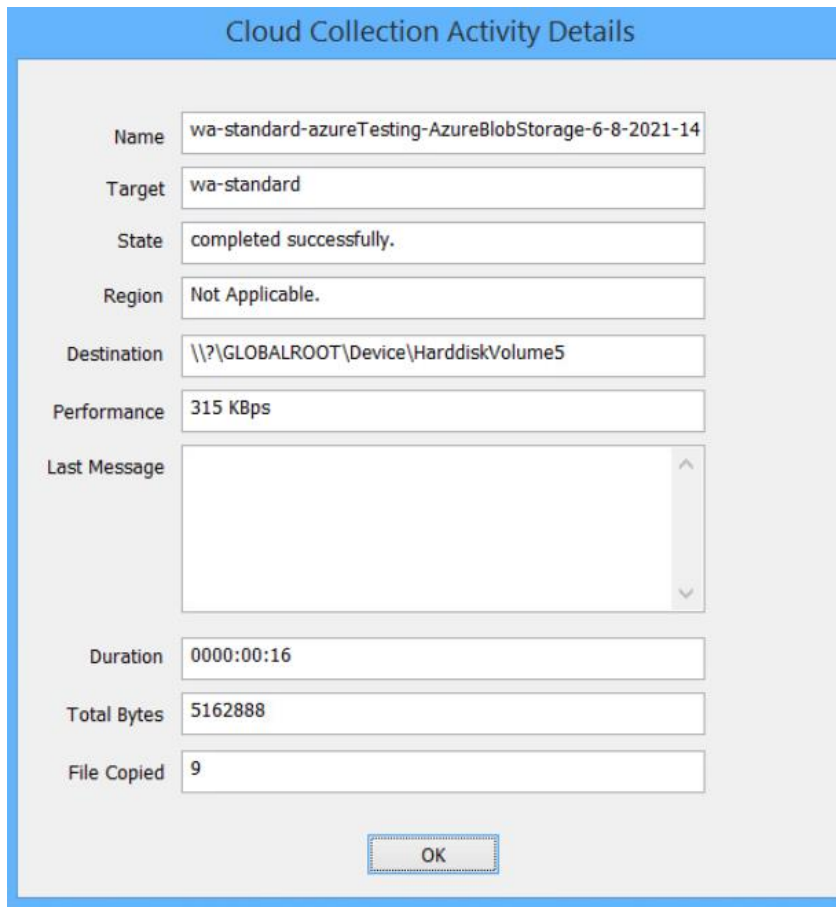 Cloud Collection Activity Details
Name wa-standard-azureTesting-AzureBlobStorage-6-8-2021-14
Target wa-standard
State completed successfully.
Region Not Applicable.
Destination \\?\GLOBALROOT\Device\HarddiskVolume5
Performance 315 KBps
Last Message
Duration 0000:00:16
Total Bytes 5162888
File Copied 9
OK